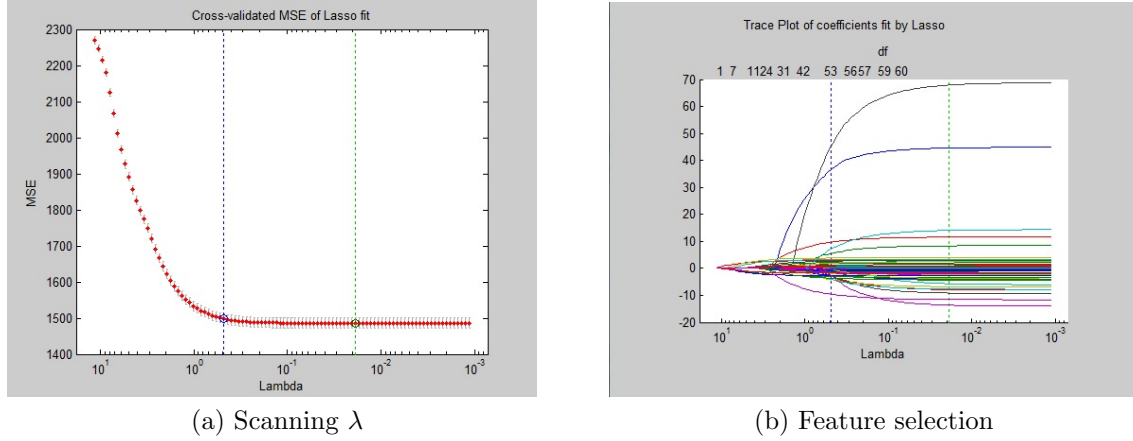 Cross-validated MSE of Lasso fit
2300
2200
2100
2000
1900
1800
1700
1600
1500
1400
MSE
10^1 10^0 10^-1 10^-2 10^-3
Lambda
(a) Scanning λ
Trace Plot of coefficients fit by Lasso
df
1 7 1124 31 42 53 5657 59 60
70
60
50
40
30
20
10
0
-10
-20
10^1 10^0 10^-1 10^-2 10^-3
Lambda
(b) Feature selection